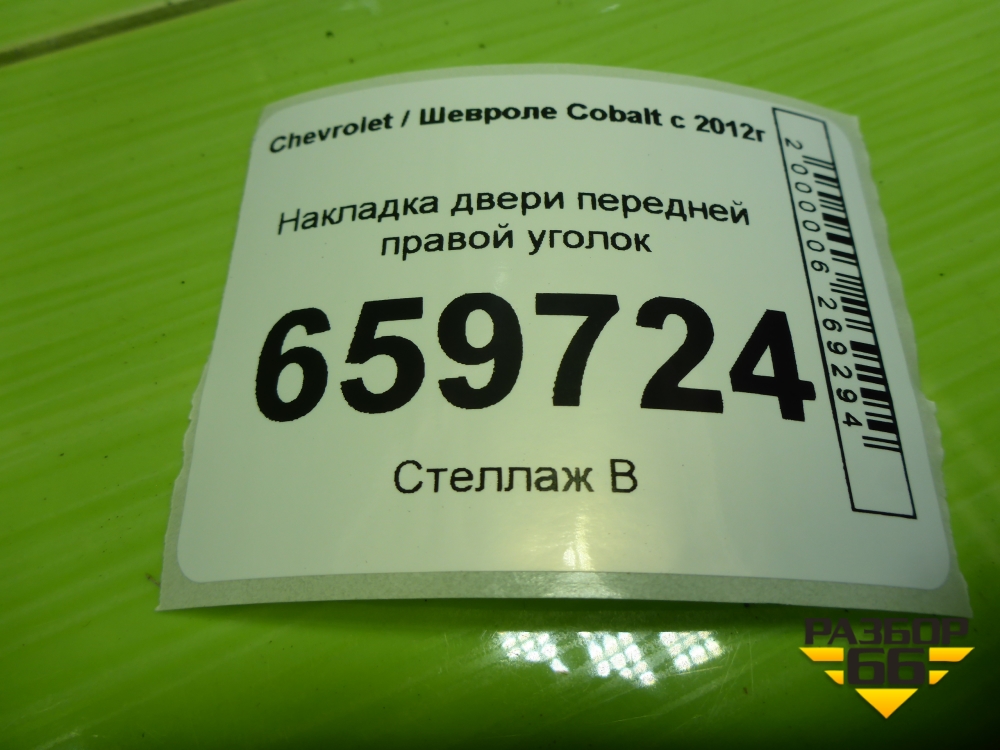 Chevrolet / Шевроле Cobalt с 2012г
Накладка двери передней
правой уголок
659724
Стеллаж В
2000006269294
РАЗБОР
66